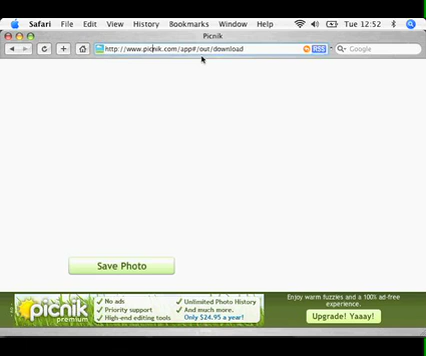 Safari File Edit View History Bookmarks Window Help Tue 12:52
Picnik
http://www.picnik.com/app#/out/download RSS Google
Save Photo
picnik
premium
No ads
Priority support
High-end editing tools
Unlimited Photo History
And much more.
Only $24.95 a year!
Enjoy warm fuzzies and a 100% ad-free
experience.
Upgrade! Yaaay!